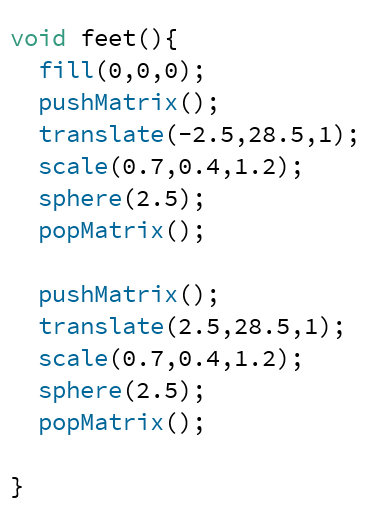 void feet(){
  fill(0,0,0);
  pushMatrix();
  translate(-2.5,28.5,1);
  scale(0.7,0.4,1.2);
  sphere(2.5);
  popMatrix();

  pushMatrix();
  translate(2.5,28.5,1);
  scale(0.7,0.4,1.2);
  sphere(2.5);
  popMatrix();

}